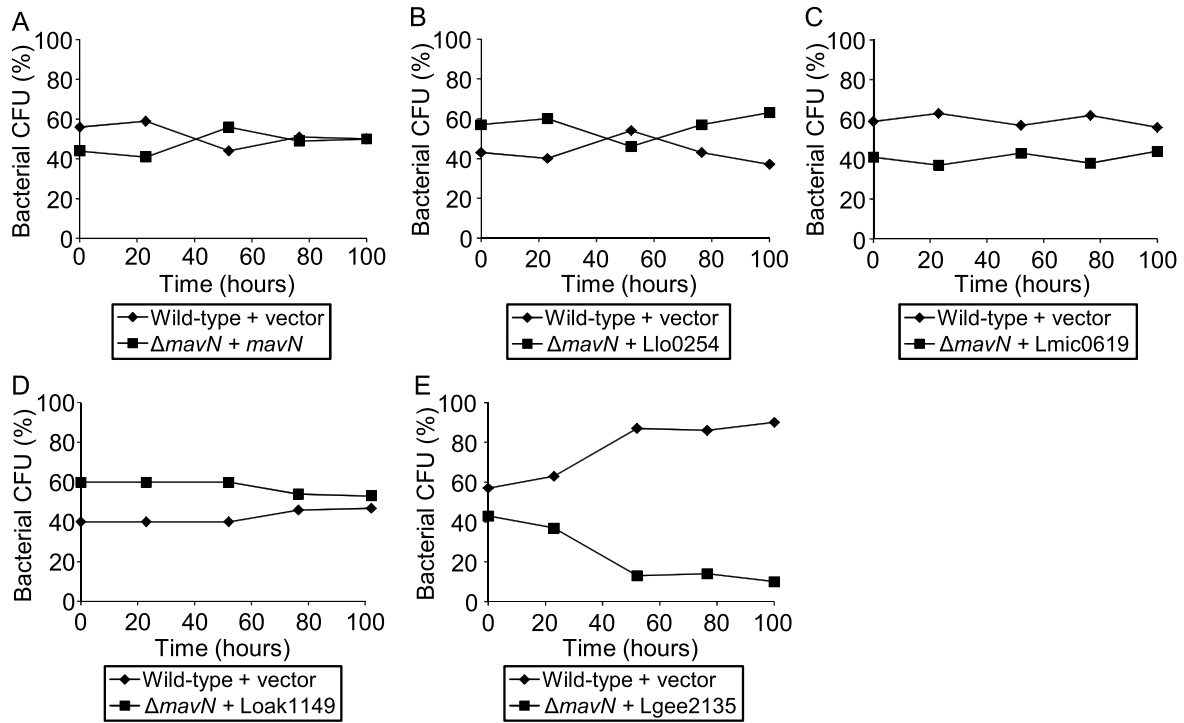 A
Bacterial CFU (%)
100
80
60
40
20
0
0 20 40 60 80 100
Time (hours)
Wild-type + vector
ΔmavN + mavN
B
Bacterial CFU (%)
100
80
60
40
20
0
0 20 40 60 80 100
Time (hours)
Wild-type + vector
ΔmavN + Llo0254
C
Bacterial CFU (%)
100
80
60
40
20
0
0 20 40 60 80 100
Time (hours)
Wild-type + vector
ΔmavN + Lmic0619
D
Bacterial CFU (%)
100
80
60
40
20
0
0 20 40 60 80 100
Time (hours)
Wild-type + vector
ΔmavN + Loak1149
E
Bacterial CFU (%)
100
80
60
40
20
0
0 20 40 60 80 100
Time (hours)
Wild-type + vector
ΔmavN + Lgee2135